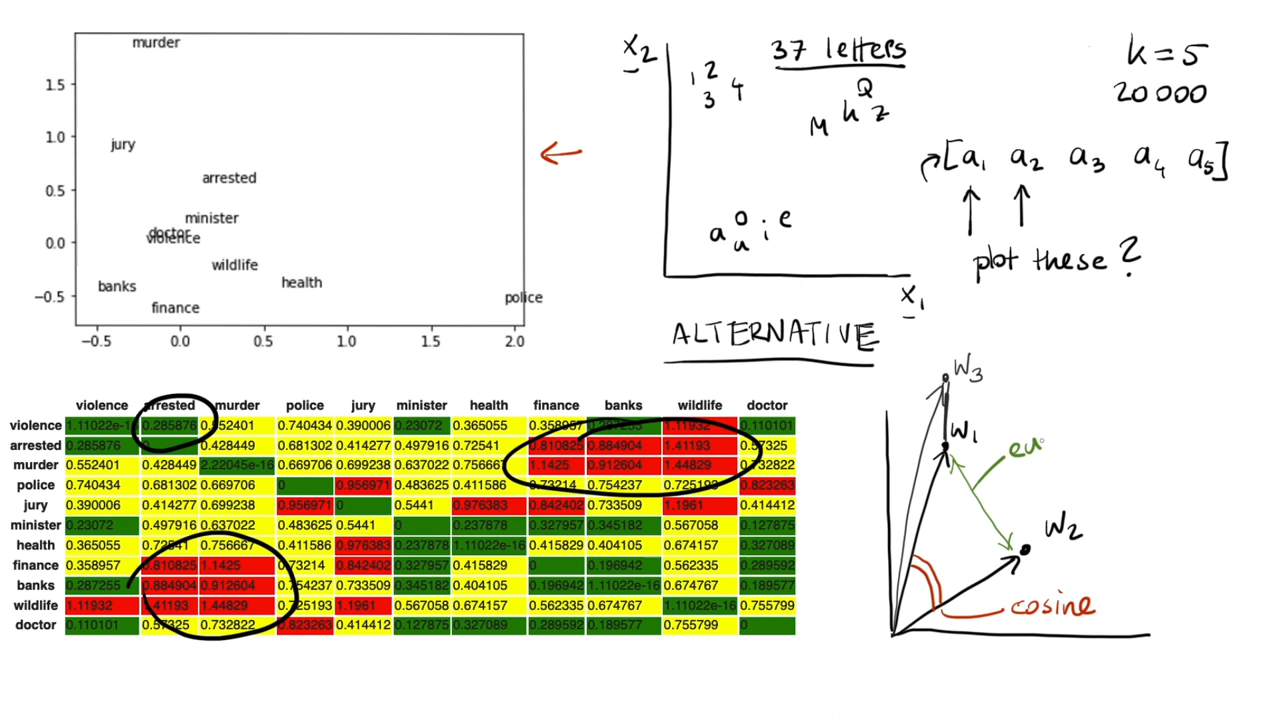 murder
jury
arrested
minister
doctor
violence
wildlife
health
banks
finance
police
1.5
1.0
0.5
0.0
−0.5
−0.5 0.0 0.5 1.0 1.5 2.0
x2
37 letters
1 2
3 4
Q
M h z
a o i e
u
x1
k = 5
20 000
[a1 a2 a3 a4 a5]
plot these ?
ALTERNATIVE
violence arrested murder police jury minister health finance banks wildlife doctor
violence 1.11022e-1 0.285876 0.552401 0.740434 0.390006 0.23072 0.365055 0.358957 0.287255 1.11932 0.110101
arrested 0.285876 0.428449 0.681302 0.414277 0.497916 0.72541 0.810825 0.884904 1.41193 0.57325
murder 0.552401 0.428449 2.22045e-16 0.669706 0.699238 0.637022 0.756667 1.1425 0.912604 1.44829 0.732822
police 0.740434 0.681302 0.669706 0 0.956971 0.483625 0.411586 0.73214 0.754237 0.725193 0.823263
jury 0.390006 0.414277 0.699238 0.956971 0 0.5441 0.976383 0.842402 0.733509 1.1961 0.414412
minister 0.23072 0.497916 0.637022 0.483625 0.5441 0 0.237878 0.327957 0.345182 0.567058 0.127875
health 0.365055 0.72541 0.756667 0.411586 0.976383 0.237878 1.11022e-16 0.415829 0.404105 0.674157 0.327089
finance 0.358957 0.810825 1.1425 0.73214 0.842402 0.327957 0.415829 0 0.196942 0.562335 0.289592
banks 0.287255 0.884904 0.912604 0.754237 0.733509 0.345182 0.404105 0.196942 1.11022e-16 0.674767 0.189577
wildlife 1.11932 1.41193 1.44829 0.725193 1.1961 0.567058 0.674157 0.562335 0.674767 1.11022e-16 0.755799
doctor 0.110101 0.57325 0.732822 0.823263 0.414412 0.127875 0.327089 0.289592 0.189577 0.755799 0
W3
W1
eu
W2
cosine